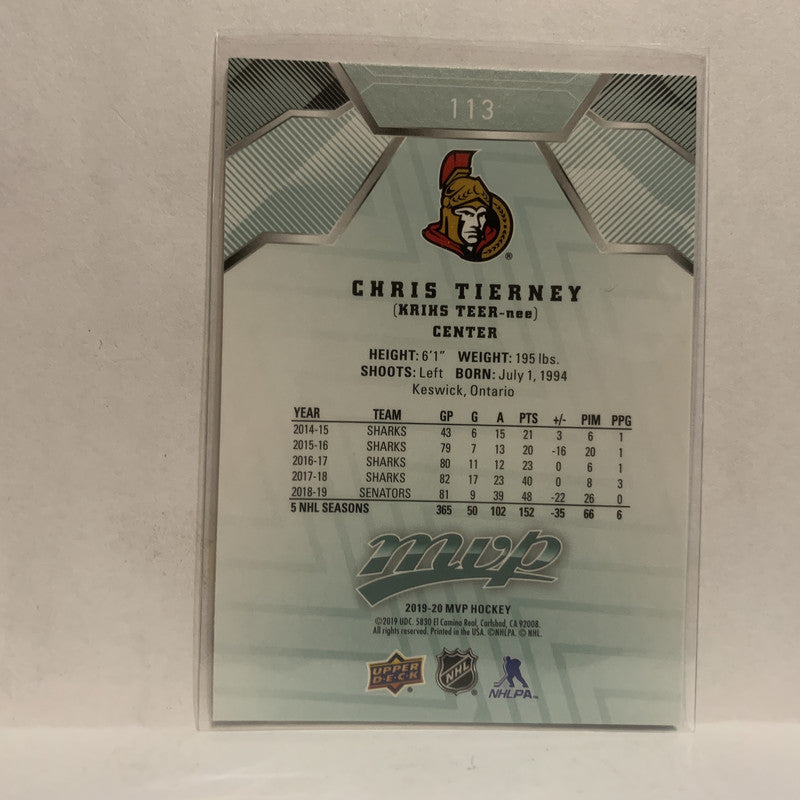 113
®
CHRIS TIERNEY
(KRIHS TEER-nee)
CENTER
HEIGHT: 6'1" WEIGHT: 195 lbs.
SHOOTS: Left BORN: July 1, 1994
Keswick, Ontario
YEAR TEAM GP G A PTS +/- PIM PPG
2014-15 SHARKS 43 6 15 21 3 6 1
2015-16 SHARKS 79 7 13 20 -16 20 1
2016-17 SHARKS 80 11 12 23 0 6 1
2017-18 SHARKS 82 17 23 40 0 8 3
2018-19 SENATORS 81 9 39 48 -22 26 0
5 NHL SEASONS 365 50 102 152 -35 66 6
mvp
2019-20 MVP HOCKEY
©2019 UDC. 5830 El Camino Real, Carlsbad, CA 92008.
All rights reserved. Printed in the USA. ©NHLPA. © NHL.
UPPER DECK NHL NHLPA